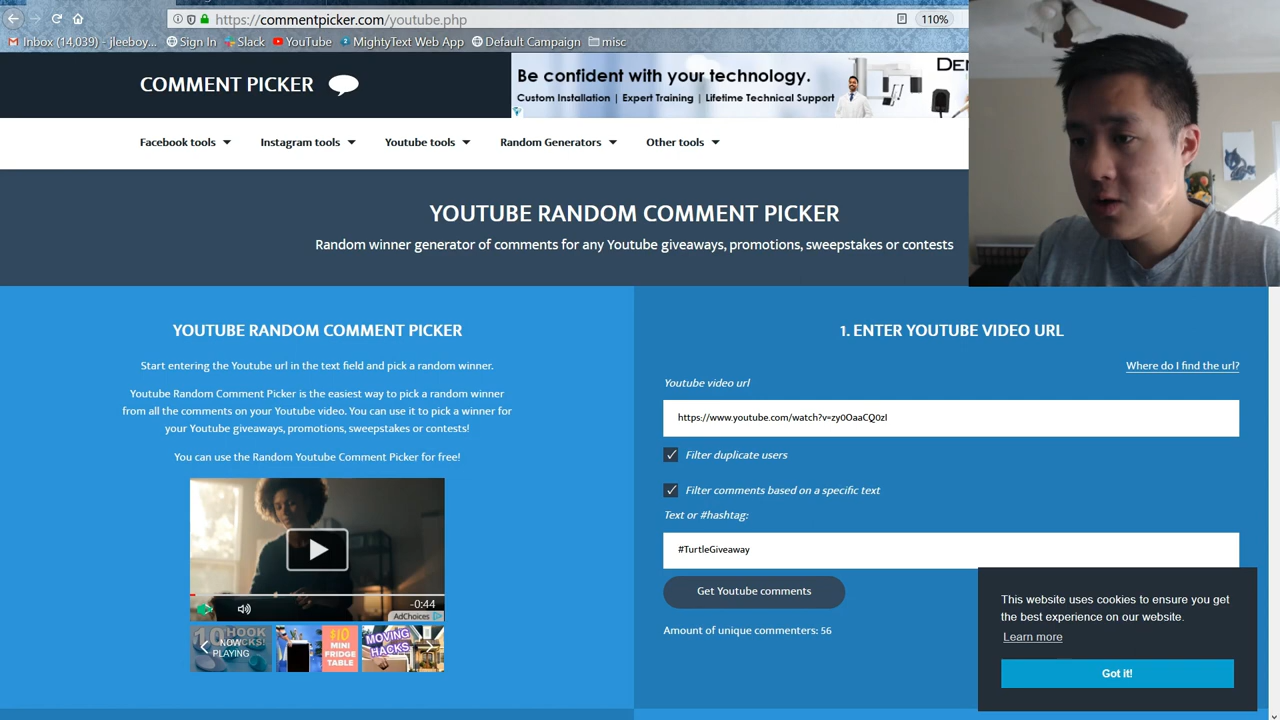 https://commentpicker.com/youtube.php
110%
Inbox (14,039) - jleeboy...
Sign In
Slack
YouTube
MightyText Web App
Default Campaign
misc
COMMENT PICKER
Be confident with your technology.
Custom Installation | Expert Training | Lifetime Technical Support
DEN
Facebook tools
Instagram tools
Youtube tools
Random Generators
Other tools
YOUTUBE RANDOM COMMENT PICKER
Random winner generator of comments for any Youtube giveaways, promotions, sweepstakes or contests
YOUTUBE RANDOM COMMENT PICKER
Start entering the Youtube url in the text field and pick a random winner.
Youtube Random Comment Picker is the easiest way to pick a random winner
from all the comments on your Youtube video. You can use it to pick a winner for
your Youtube giveaways, promotions, sweepstakes or contests!
You can use the Random Youtube Comment Picker for free!
-0:44
AdChoices
10 HOOK
HACKS!
NOW
PLAYING
$10
MINI
FRIDGE
TABLE
MOVING
HACKS
1. ENTER YOUTUBE VIDEO URL
Where do I find the url?
Youtube video url
https://www.youtube.com/watch?v=zy0OaaCQ0zI
Filter duplicate users
Filter comments based on a specific text
Text or #hashtag:
#TurtleGiveaway
Get Youtube comments
Amount of unique commenters: 56
This website uses cookies to ensure you get
the best experience on our website.
Learn more
Got it!